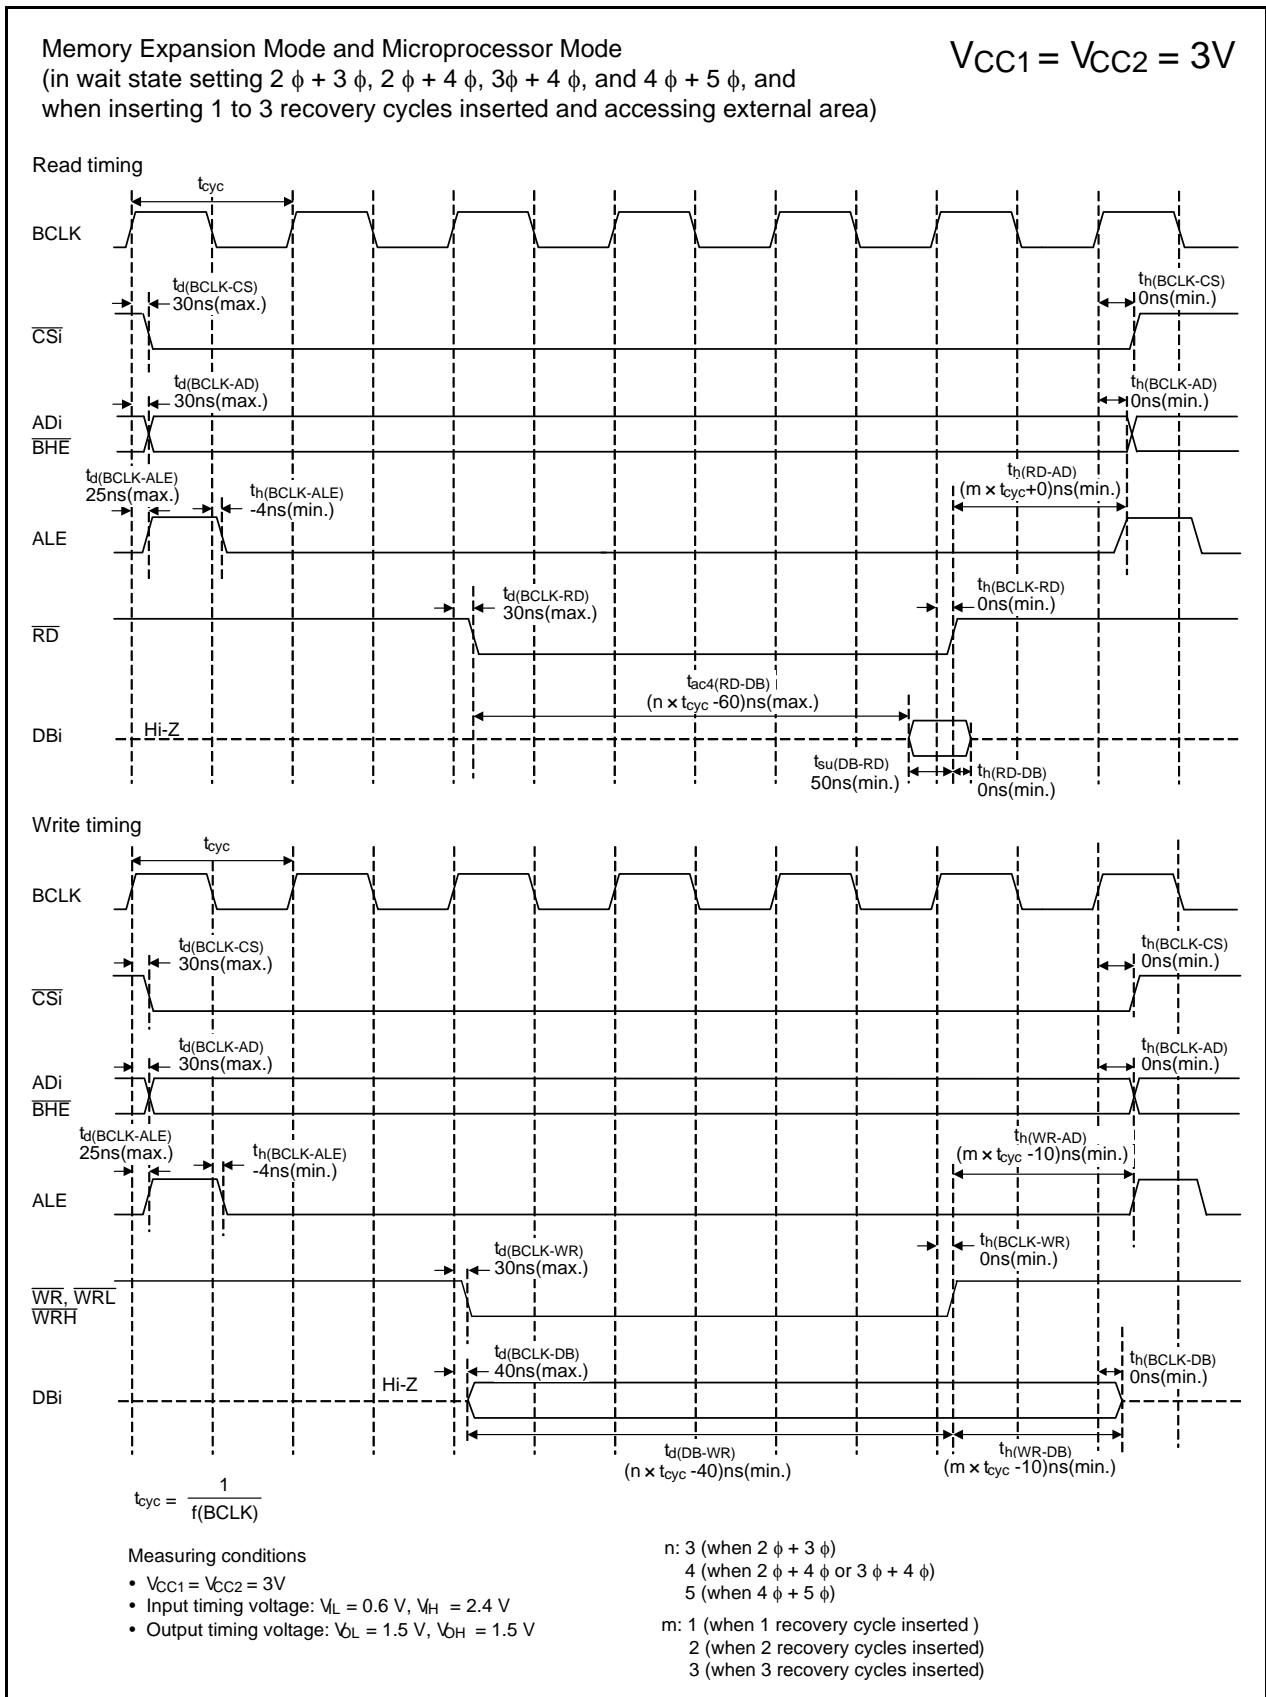 Memory Expansion Mode and Microprocessor Mode
(in wait state setting 2 ϕ + 3 ϕ, 2 ϕ + 4 ϕ, 3ϕ + 4 ϕ, and 4 ϕ + 5 ϕ, and
when inserting 1 to 3 recovery cycles inserted and accessing external area)
VCC1 = VCC2 = 3V
Read timing
tcyc
BCLK
td(BCLK-CS)
30ns(max.)
th(BCLK-CS)
0ns(min.)
CSi
td(BCLK-AD)
30ns(max.)
th(BCLK-AD)
0ns(min.)
ADi
BHE
td(BCLK-ALE)
25ns(max.)
th(BCLK-ALE)
-4ns(min.)
th(RD-AD)
(m × tcyc+0)ns(min.)
ALE
td(BCLK-RD)
30ns(max.)
th(BCLK-RD)
0ns(min.)
RD
tac4(RD-DB)
(n × tcyc -60)ns(max.)
DBi
Hi-Z
tsu(DB-RD)
50ns(min.)
th(RD-DB)
0ns(min.)
Write timing
tcyc
BCLK
td(BCLK-CS)
30ns(max.)
th(BCLK-CS)
0ns(min.)
CSi
td(BCLK-AD)
30ns(max.)
th(BCLK-AD)
0ns(min.)
ADi
BHE
td(BCLK-ALE)
25ns(max.)
th(BCLK-ALE)
-4ns(min.)
th(WR-AD)
(m × tcyc -10)ns(min.)
ALE
td(BCLK-WR)
30ns(max.)
th(BCLK-WR)
0ns(min.)
WR, WRL
WRH
td(BCLK-DB)
40ns(max.)
th(BCLK-DB)
0ns(min.)
Hi-Z
DBi
td(DB-WR)
(n × tcyc -40)ns(min.)
th(WR-DB)
(m × tcyc -10)ns(min.)
tcyc = 1
f(BCLK)
Measuring conditions
• VCC1 = VCC2 = 3V
• Input timing voltage: VIL = 0.6 V, VIH = 2.4 V
• Output timing voltage: VOL = 1.5 V, VOH = 1.5 V
n: 3 (when 2 ϕ + 3 ϕ)
4 (when 2 ϕ + 4 ϕ or 3 ϕ + 4 ϕ)
5 (when 4 ϕ + 5 ϕ)
m: 1 (when 1 recovery cycle inserted )
2 (when 2 recovery cycles inserted)
3 (when 3 recovery cycles inserted)